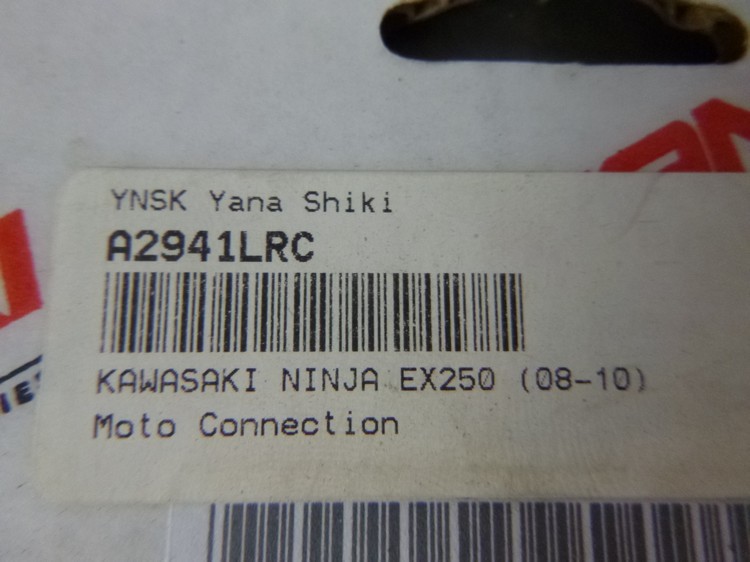 YNSK Yana Shiki
A2941LRC
KAWASAKI NINJA EX250 (08-10)
Moto Connection